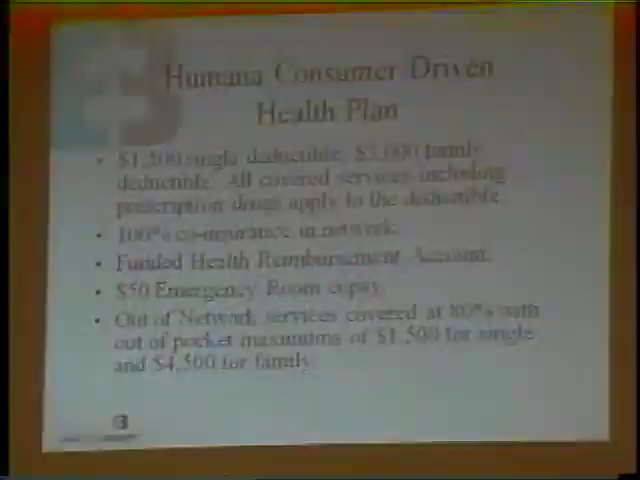 Humana Consumer Driven
Health Plan
• $1,500 single deductible, $3,000 family
deductible. All covered services including
prescription drugs apply to the deductible.
• 100% co-insurance in network.
• Funded Health Reimbursement Account.
• $50 Emergency Room copay.
• Out of Network services covered at 80% with
out of pocket maximums of $1,500 for single
and $4,500 for family.